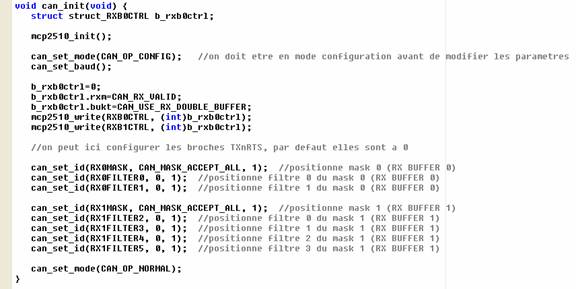 void can_init(void) {
struct struct_RXB0CTRL b_rxb0ctrl;
mcp2510_init();
can_set_mode(CAN_OP_CONFIG); //on doit etre en mode configuration avant de modifier les parametres
can_set_baud();
b_rxb0ctrl=0;
b_rxb0ctrl.rxm=CAN_RX_VALID;
b_rxb0ctrl.bukt=CAN_USE_RX_DOUBLE_BUFFER;
mcp2510_write(RXB0CTRL, (int)b_rxb0ctrl);
mcp2510_write(RXB1CTRL, (int)b_rxb0ctrl);
//on peut ici configurer les broches TXnRTS, par defaut elles sont a 0
can_set_id(RX0MASK, CAN_MASK_ACCEPT_ALL, 1); //positionne mask 0 (RX BUFFER 0)
can_set_id(RX0FILTER0, 0, 1); //positionne filtre 0 du mask 0 (RX BUFFER 0)
can_set_id(RX0FILTER1, 0, 1); //positionne filtre 1 du mask 0 (RX BUFFER 0)
can_set_id(RX1MASK, CAN_MASK_ACCEPT_ALL, 1); //positionne mask 1 (RX BUFFER 1)
can_set_id(RX1FILTER2, 0, 1); //positionne filtre 0 du mask 1 (RX BUFFER 1)
can_set_id(RX1FILTER3, 0, 1); //positionne filtre 1 du mask 1 (RX BUFFER 1)
can_set_id(RX1FILTER4, 0, 1); //positionne filtre 2 du mask 1 (RX BUFFER 1)
can_set_id(RX1FILTER5, 0, 1); //positionne filtre 3 du mask 1 (RX BUFFER 1)
can_set_mode(CAN_OP_NORMAL);
}